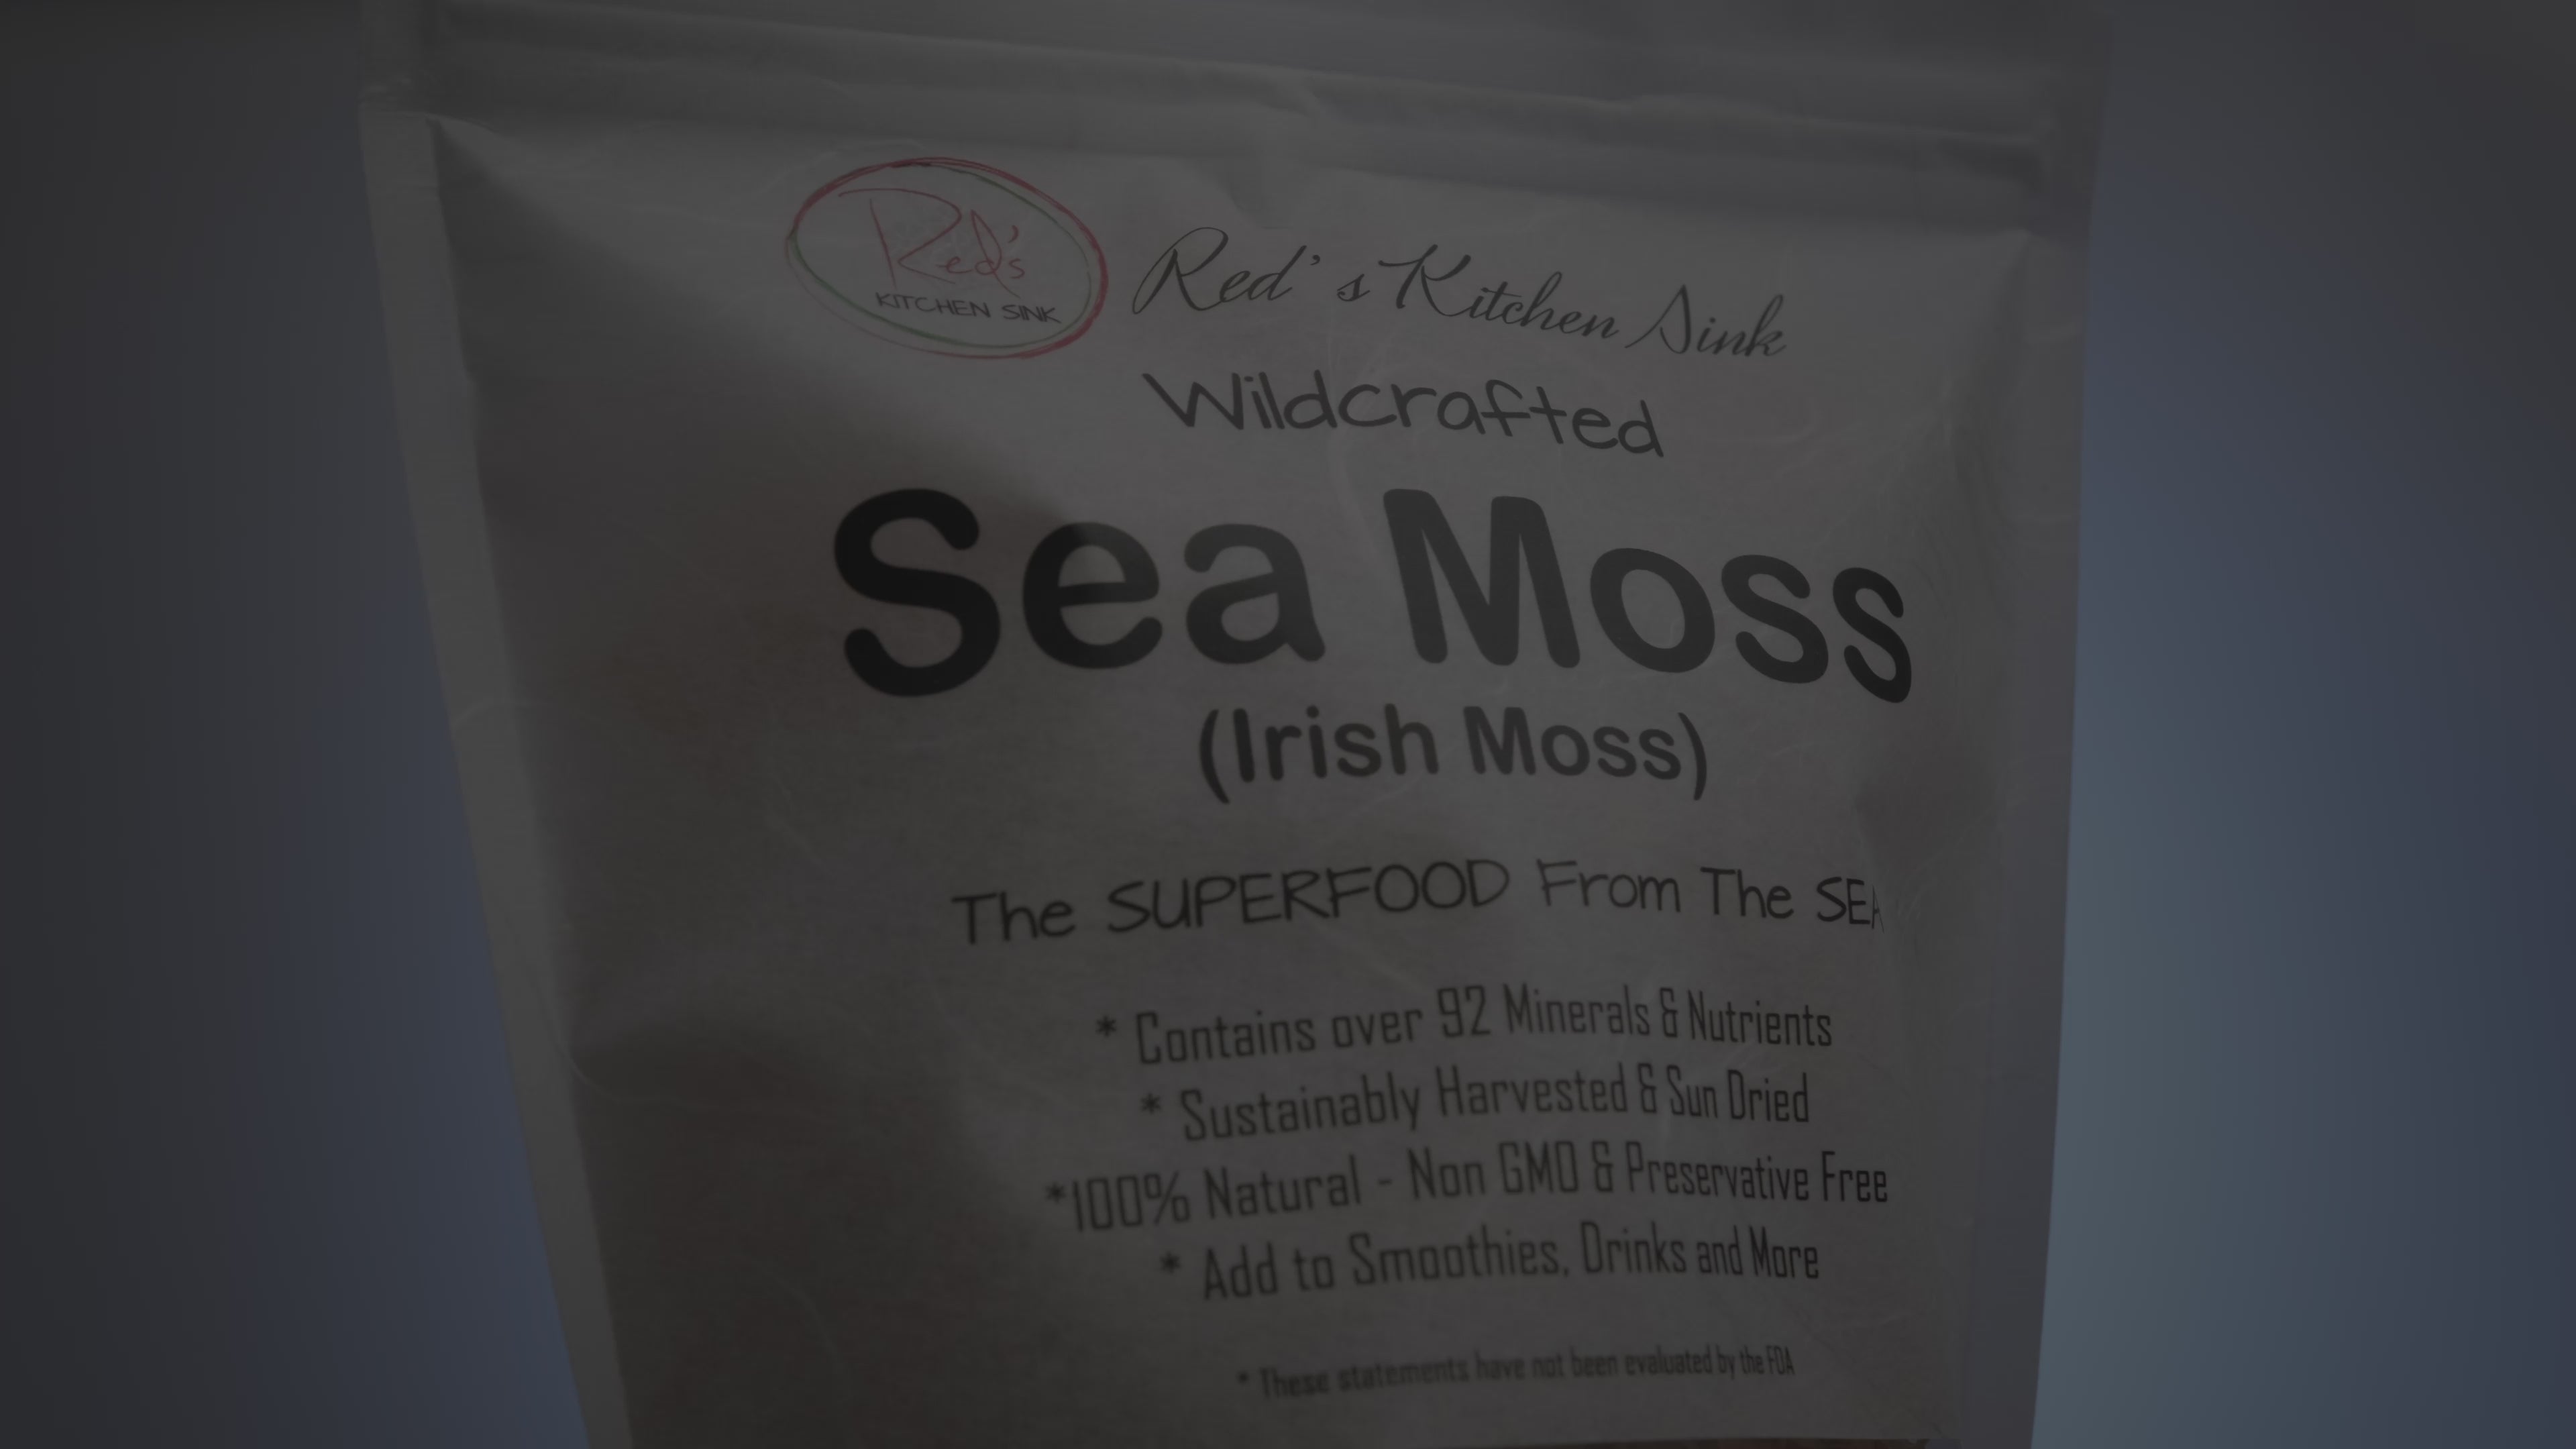 Red's
KITCHEN SINK
Red's Kitchen Sink
Wildcrafted
Sea Moss
(Irish Moss)
The SUPERFOOD From The SEA
* Contains over 92 Minerals & Nutrients
* Sustainably Harvested & Sun Dried
*100% Natural - Non GMO & Preservative Free
* Add to Smoothies, Drinks and More
* These statements have not been evaluated by the FDA